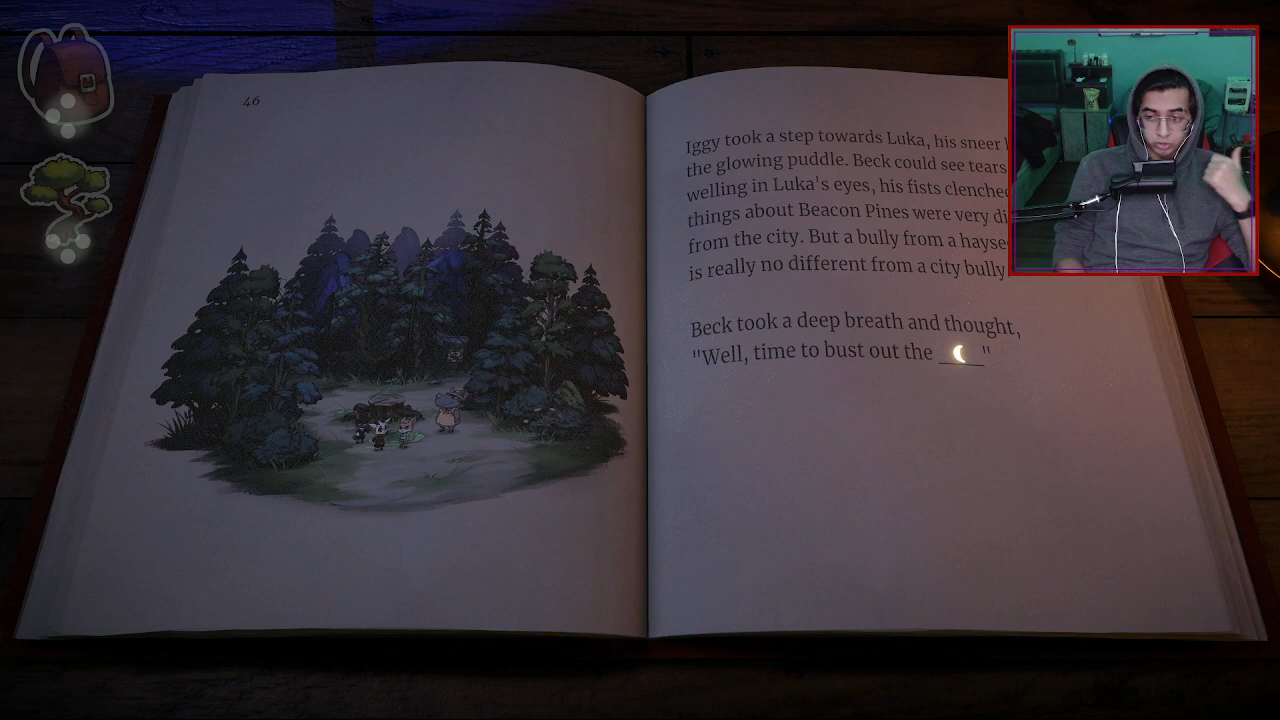 46
Iggy took a step towards Luka, his sneer
the glowing puddle. Beck could see tears
welling in Luka's eyes, his fists clenched
things about Beacon Pines were very
from the city. But a bully from a
is really no different from a city bully
Beck took a deep breath and thought,
"Well, time to bust out the "